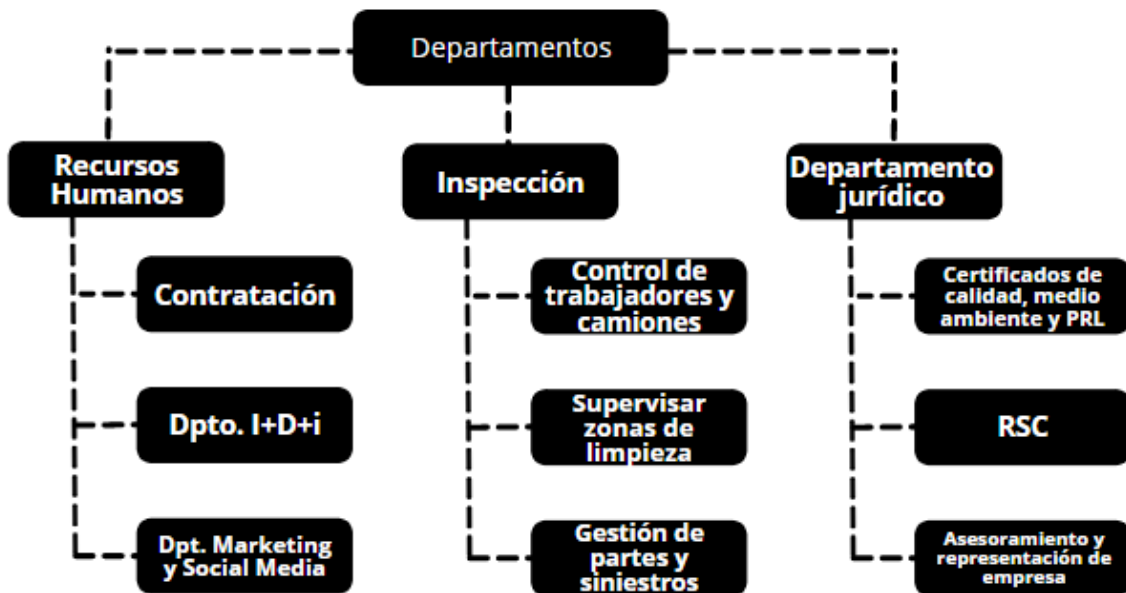 Departamentos
Recursos
Humanos
Inspección
Departamento
jurídico
Contratación
Control de
trabajadores y
camiones
Certificados de
calidad, medio
ambiente y PRL
Dpto. I+D+i
Supervisar
zonas de
limpieza
RSC
Dpt. Marketing
y Social Media
Gestión de
partes y
siniestros
Asesoramiento y
representación de
empresa